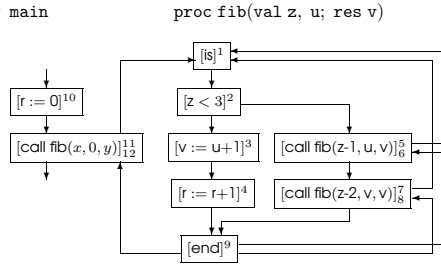 main proc fib(val z, u; res v)
[is]¹
[r := 0]¹⁰ [z < 3]²
[call fib(x, 0, y)]¹¹₁₂ [v := u+1]³ [call fib(z-1, u, v)]⁵₆
[r := r+1]⁴ [call fib(z-2, v, v)]⁷₈
[end]⁹